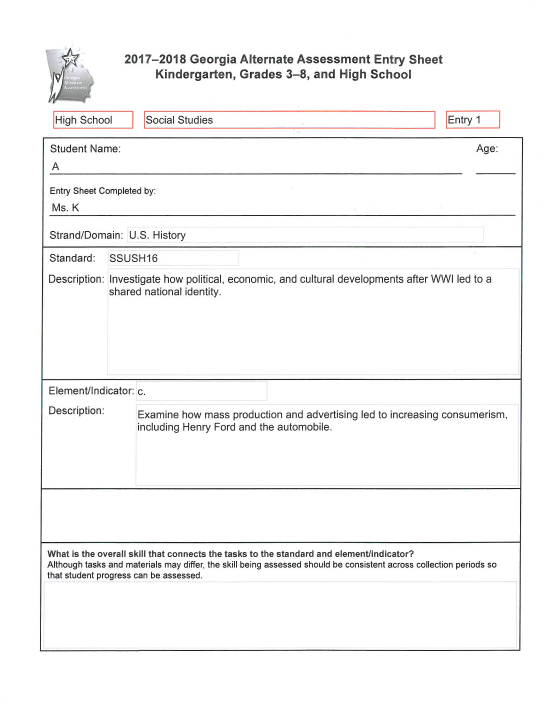 2017–2018 Georgia Alternate Assessment Entry Sheet
Kindergarten, Grades 3–8, and High School
High School
Social Studies
Entry 1
Student Name:
Age:
A
Entry Sheet Completed by:
Ms. K
Strand/Domain: U.S. History
Standard: SSUSH16
Description: Investigate how political, economic, and cultural developments after WWI led to a
shared national identity.
Element/Indicator: c.
Description:
Examine how mass production and advertising led to increasing consumerism,
including Henry Ford and the automobile.
What is the overall skill that connects the tasks to the standard and element/indicator?
Although tasks and materials may differ, the skill being assessed should be consistent across collection periods so
that student progress can be assessed.